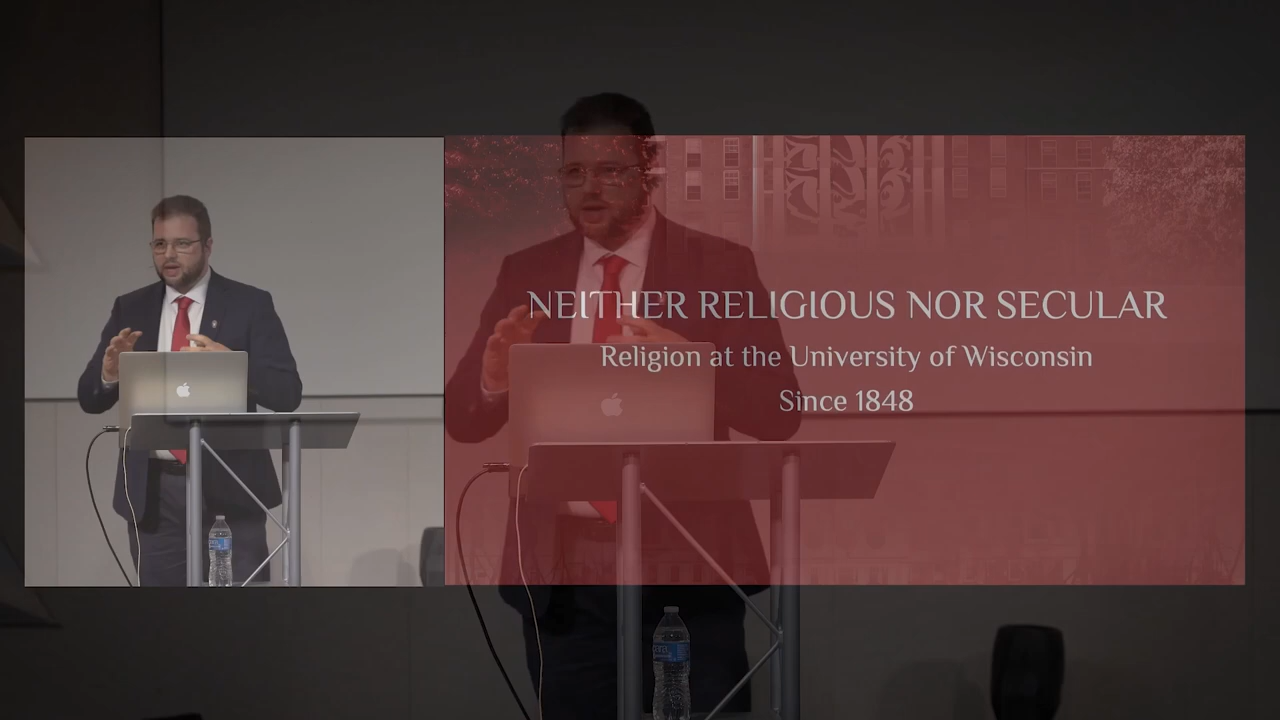 NEITHER RELIGIOUS NOR SECULAR
Religion at the University of Wisconsin
Since 1848